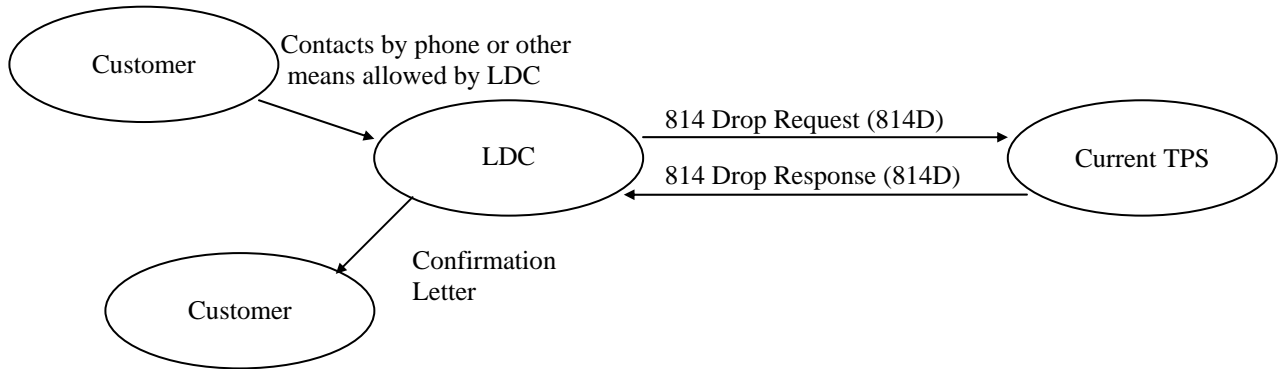 Customer
Contacts by phone or other
means allowed by LDC
LDC
814 Drop Request (814D)
814 Drop Response (814D)
Current TPS
Confirmation
Letter
Customer